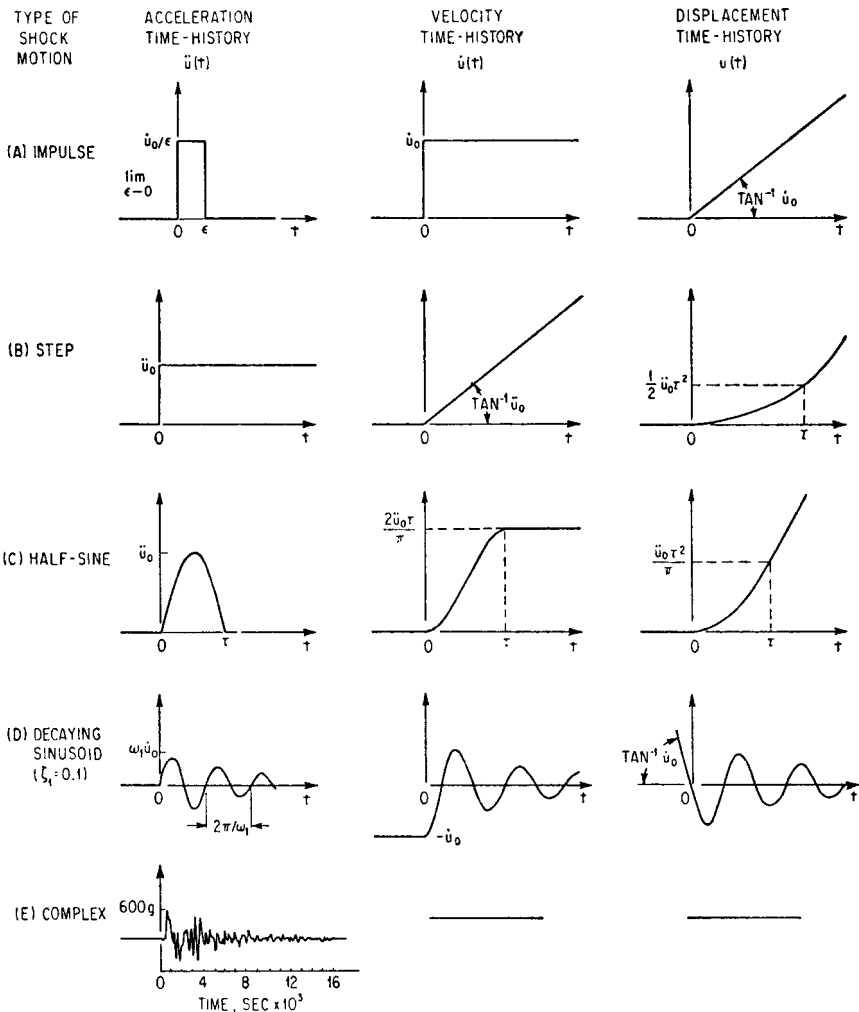 TYPE OF SHOCK MOTION
ACCELERATION TIME-HISTORY ü(t)
VELOCITY TIME-HISTORY u̇(t)
DISPLACEMENT TIME-HISTORY u(t)
(A) IMPULSE
u̇₀/ϵ
lim ϵ→0
0 ϵ t
u̇₀
0 t
TAN⁻¹ u̇₀
0 t
(B) STEP
ü₀
0 t
TAN⁻¹ ü₀
0 t
1/2 ü₀τ²
0 τ t
(C) HALF-SINE
ü₀
0 τ t
2ü₀τ/π
0 τ t
ü₀τ²/π
0 τ t
(D) DECAYING SINUSOID (ζ₁=0.1)
ω₁u̇₀
0 t
2π/ω₁
0 t
-u̇₀
TAN⁻¹ u̇₀
0 t
(E) COMPLEX
600g
0 4 8 12 16
TIME, SEC x10³